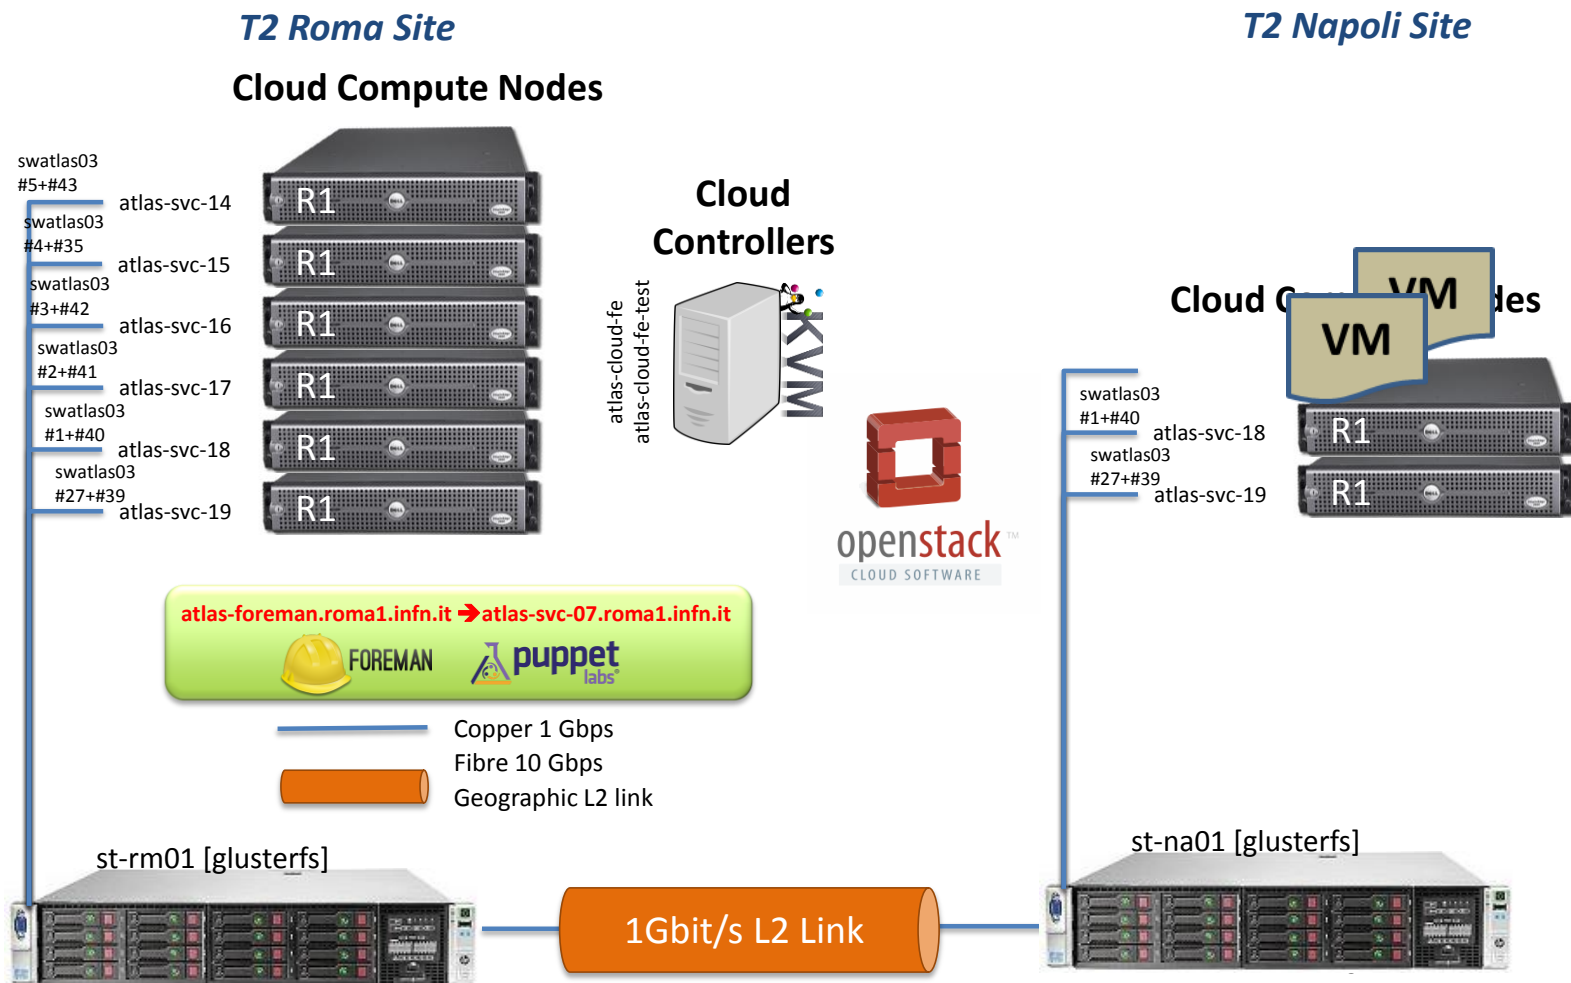 T2 Roma Site
T2 Napoli Site
Cloud Compute Nodes
swatlas03
#5+#43
atlas-svc-14
R1
swatlas03
#4+#35
atlas-svc-15
R1
swatlas03
#3+#42
atlas-svc-16
R1
swatlas03
#2+#41
atlas-svc-17
R1
swatlas03
#1+#40
atlas-svc-18
R1
swatlas03
#27+#39
atlas-svc-19
R1
Cloud
Controllers
atlas-cloud-fe
atlas-cloud-fe-test
KVM
openstack TM
CLOUD SOFTWARE
Cloud
VM
VM
swatlas03
#1+#40
atlas-svc-18
R1
swatlas03
#27+#39
atlas-svc-19
R1
atlas-foreman.roma1.infn.it ➔ atlas-svc-07.roma1.infn.it
FOREMAN
puppet
labs®
Copper 1 Gbps
Fibre 10 Gbps
Geographic L2 link
st-rm01 [glusterfs]
st-na01 [glusterfs]
1Gbit/s L2 Link